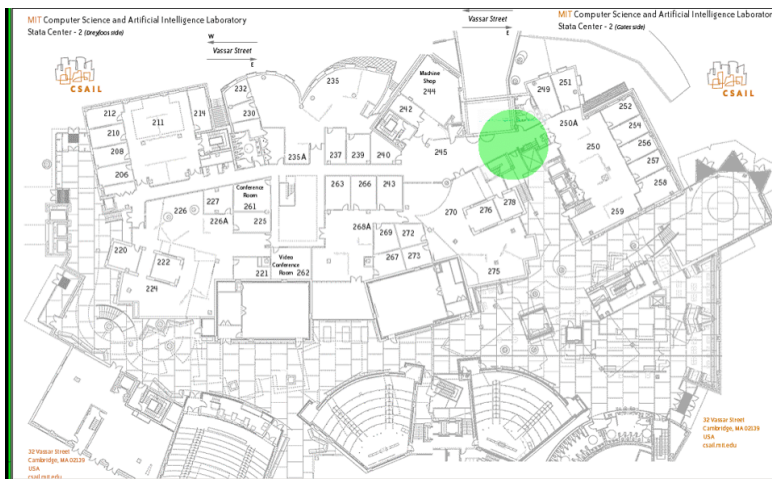 MIT Computer Science and Artificial Intelligence Laboratory
Stata Center - 2 (Dreyfoos side)
W
Vassar Street
E
CSAIL
Vassar Street
E
MIT Computer Science and Artificial Intelligence Laborator
Stata Center - 2 (Gates side)
CSAIL
212
210
208
206
211
214
232
230
235
235A
237
239
240
242
Machine
Shop
244
245
249
251
250A
250
252
254
256
257
258
259
263
266
243
Conference
Room
261
227
226
226A
225
220
222
224
221
Video
Conference
Room 262
268A
269
272
267
273
270
276
278
275
32 Vassar Street
Cambridge, MA 02139
USA
csail.mit.edu
32 Vassar Street
Cambridge, MA 02139
USA
csail.mit.edu